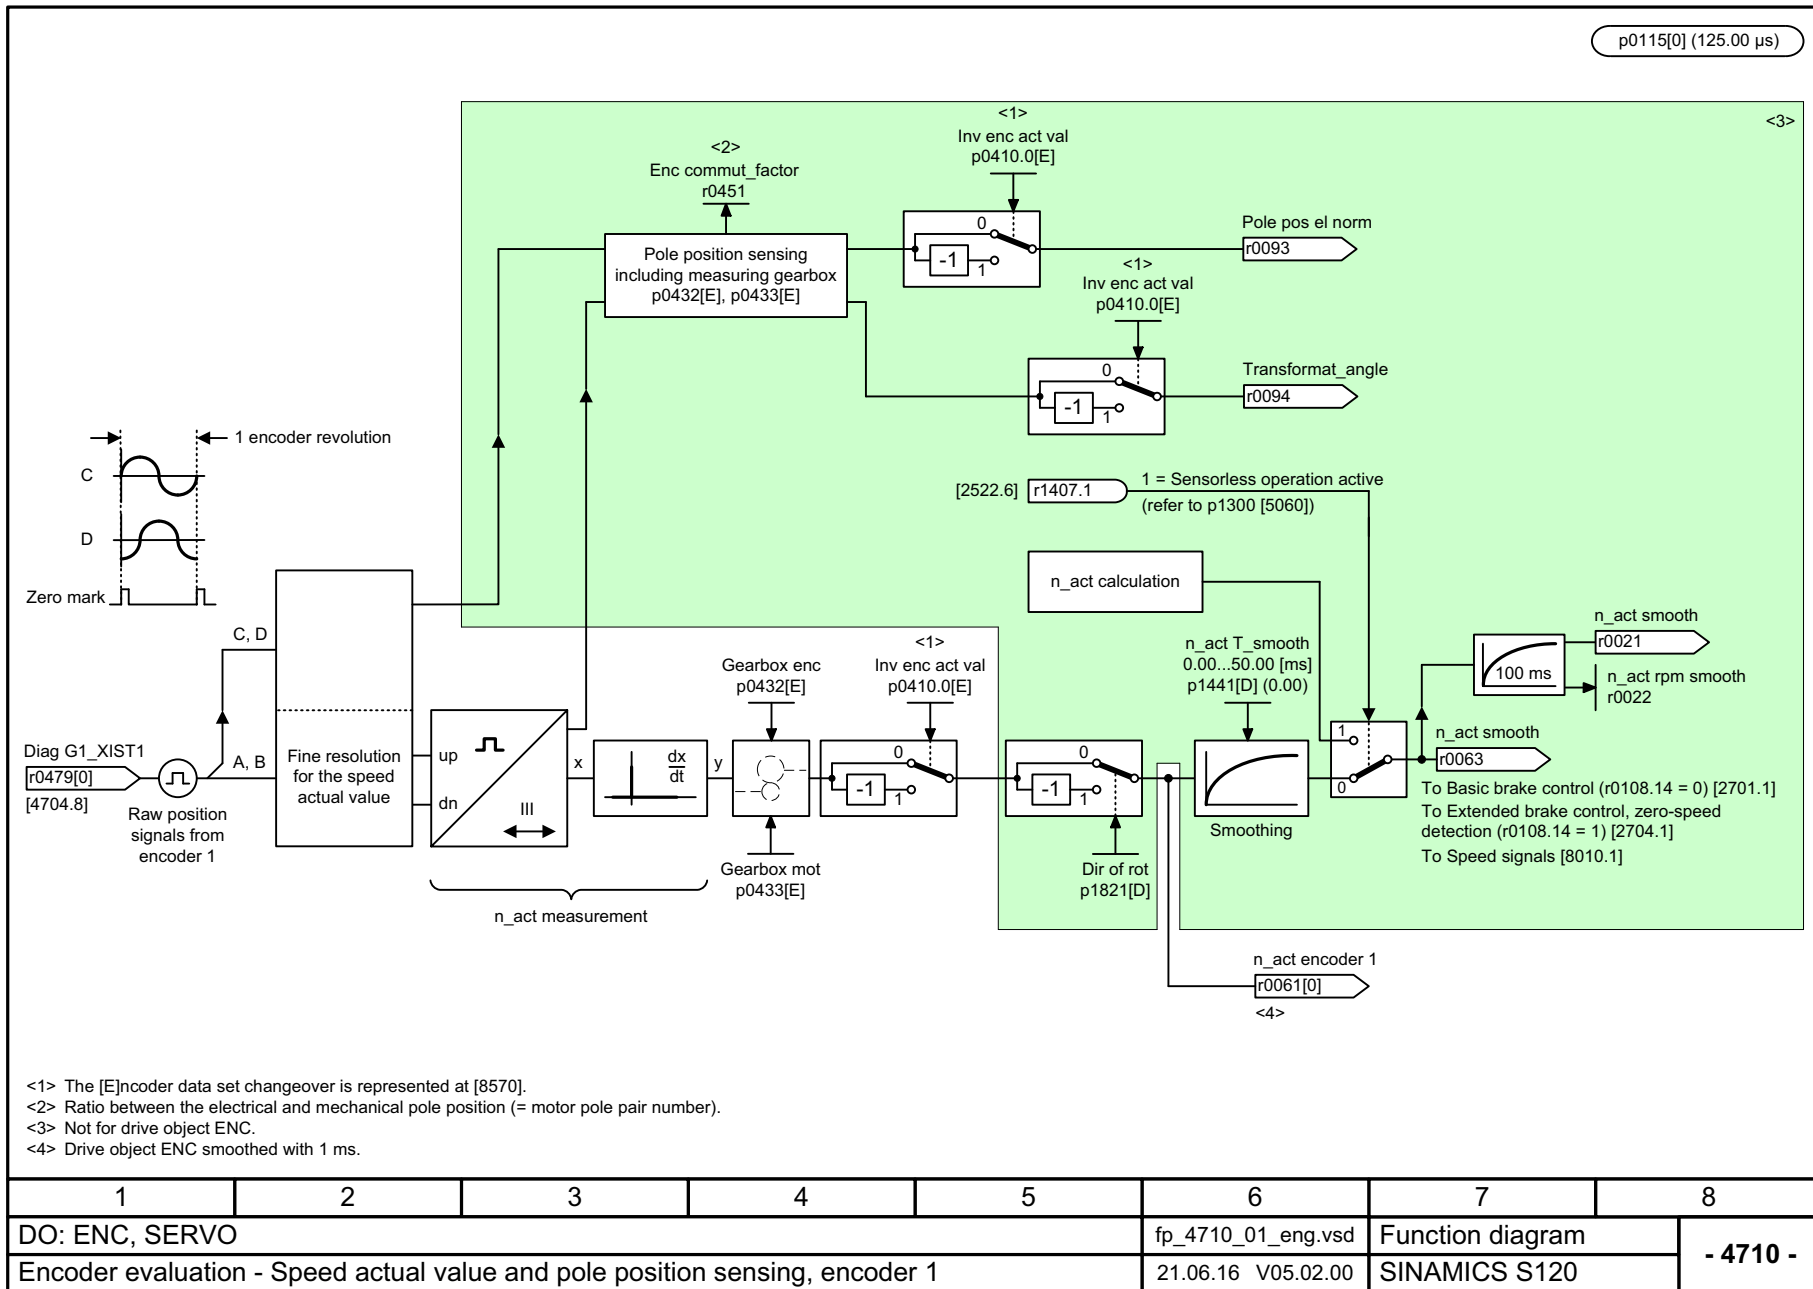 p0115[0] (125.00 µs)
<3>
<1>
Inv enc act val
p0410.0[E]
<2>
Enc commut_factor
r0451
Pole position sensing
including measuring gearbox
p0432[E], p0433[E]
0
-1
1
Pole pos el norm
r0093
<1>
Inv enc act val
p0410.0[E]
0
-1
1
Transformat_angle
r0094
1 encoder revolution
C
D
Zero mark
[2522.6]
r1407.1
1 = Sensorless operation active
(refer to p1300 [5060])
n_act calculation
C, D
A, B
Diag G1_XIST1
r0479[0]
[4704.8]
Raw position
signals from
encoder 1
Fine resolution
for the speed
actual value
up
dn
III
x
dx
dt
y
n_act measurement
Gearbox enc
p0432[E]
Gearbox mot
p0433[E]
<1>
Inv enc act val
p0410.0[E]
0
-1
1
0
-1
1
Dir of rot
p1821[D]
n_act T_smooth
0.00...50.00 [ms]
p1441[D] (0.00)
Smoothing
1
0
100 ms
n_act smooth
r0021
n_act rpm smooth
r0022
n_act smooth
r0063
To Basic brake control (r0108.14 = 0) [2701.1]
To Extended brake control, zero-speed
detection (r0108.14 = 1) [2704.1]
To Speed signals [8010.1]
n_act encoder 1
r0061[0]
<4>
<1> The [E]ncoder data set changeover is represented at [8570].
<2> Ratio between the electrical and mechanical pole position (= motor pole pair number).
<3> Not for drive object ENC.
<4> Drive object ENC smoothed with 1 ms.
1 2 3 4 5 6 7 8
DO: ENC, SERVO
fp_4710_01_eng.vsd
Function diagram
- 4710 -
Encoder evaluation - Speed actual value and pole position sensing, encoder 1
21.06.16 V05.02.00
SINAMICS S120